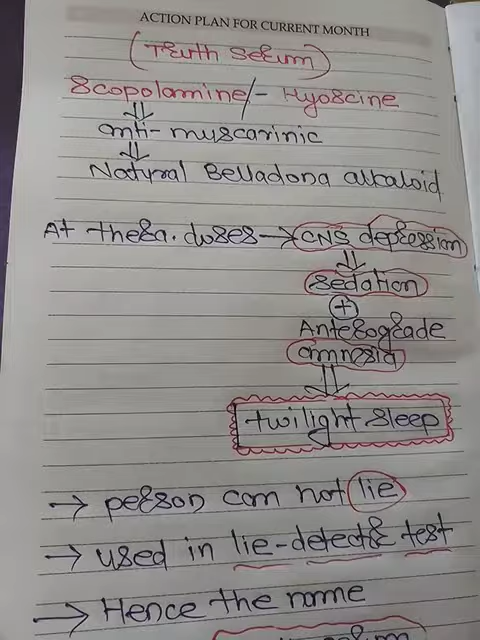 ACTION PLAN FOR CURRENT MONTH
(Truth Serum)
Scopolamine/- Hyoscine
⇓
anti-muscarinic
⇓
Natural Belladona alkaloid
At thera. doses → CNS depression
⇓
Sedation
+
Anterograde
amnesia
⇓
twilight sleep
→ person can not lie
→ used in lie-detectr test
→ Hence the name